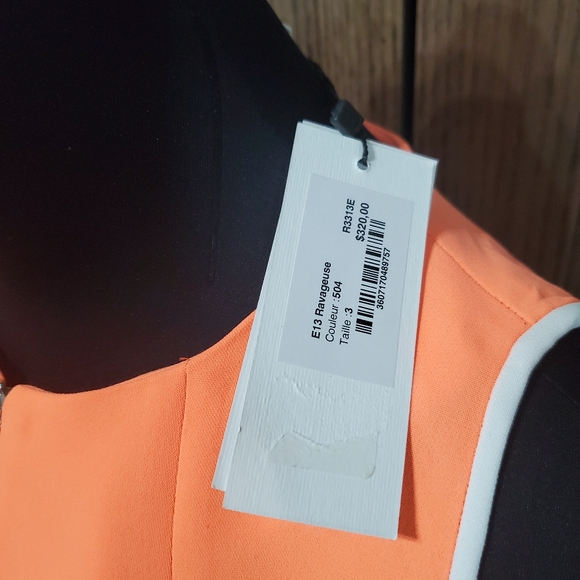 E13 Ravageuse
Couleur :504
Taille :3
3607170489757
R3313E
$320,00